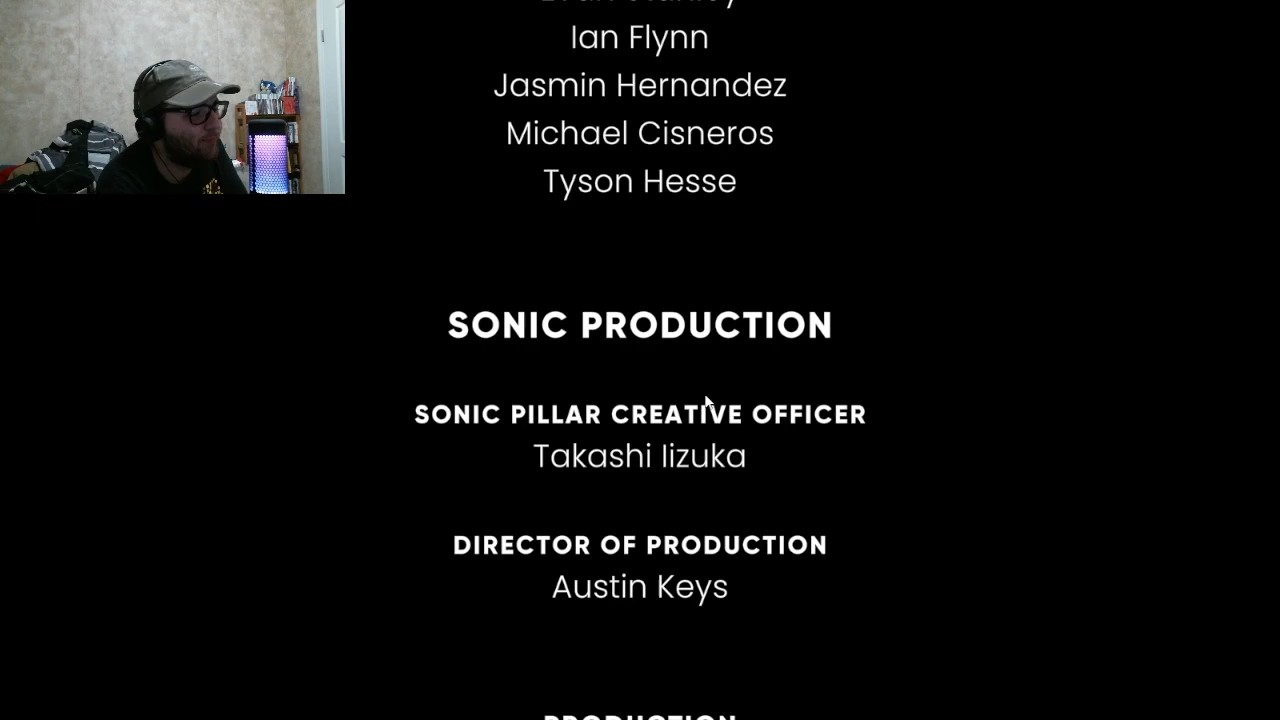 Ian Flynn
Jasmin Hernandez
Michael Cisneros
Tyson Hesse
SONIC PRODUCTION
SONIC PILLAR CREATIVE OFFICER
Takashi Iizuka
DIRECTOR OF PRODUCTION
Austin Keys
PRODUCTION